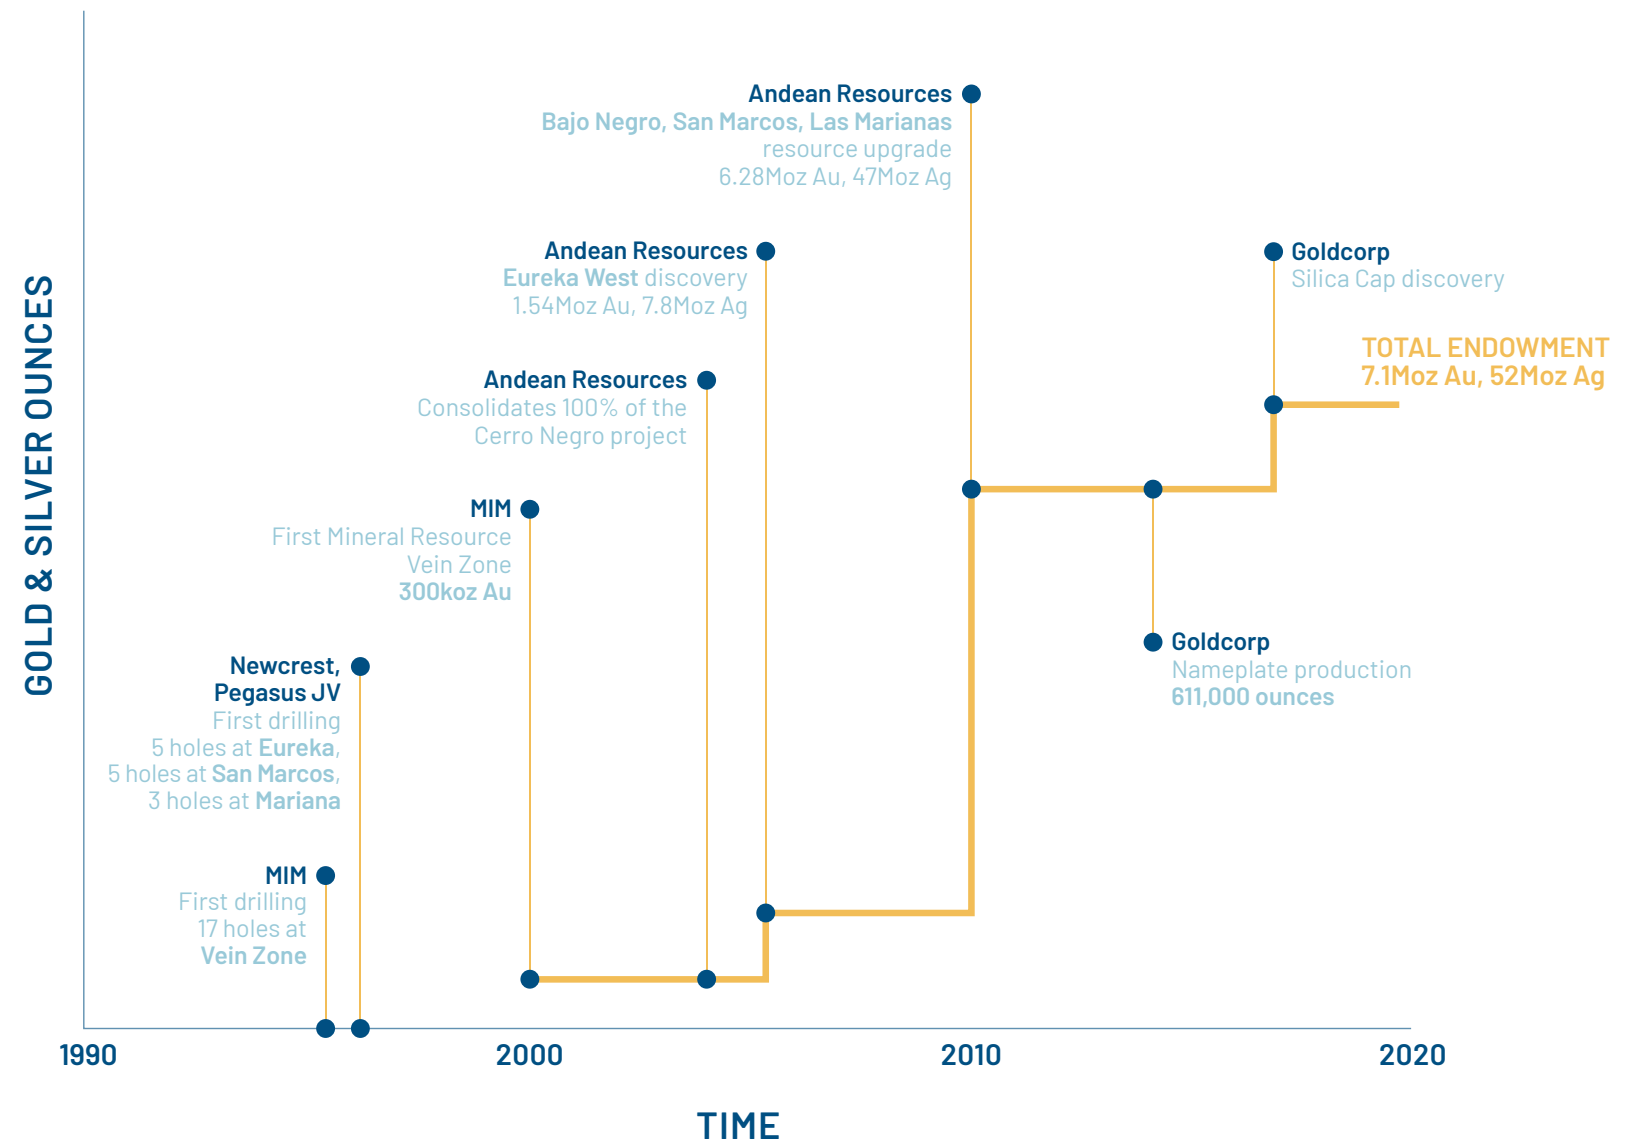 GOLD & SILVER OUNCES
Andean Resources
Bajo Negro, San Marcos, Las Marianas
resource upgrade
6.28Moz Au, 47Moz Ag
Andean Resources
Eureka West discovery
1.54Moz Au, 7.8Moz Ag
Goldcorp
Silica Cap discovery
TOTAL ENDOWMENT
7.1Moz Au, 52Moz Ag
Andean Resources
Consolidates 100% of the
Cerro Negro project
MIM
First Mineral Resource
Vein Zone
300koz Au
Goldcorp
Nameplate production
611,000 ounces
Newcrest,
Pegasus JV
First drilling
5 holes at Eureka,
5 holes at San Marcos,
3 holes at Mariana
MIM
First drilling
17 holes at
Vein Zone
1990 2000 2010 2020
TIME